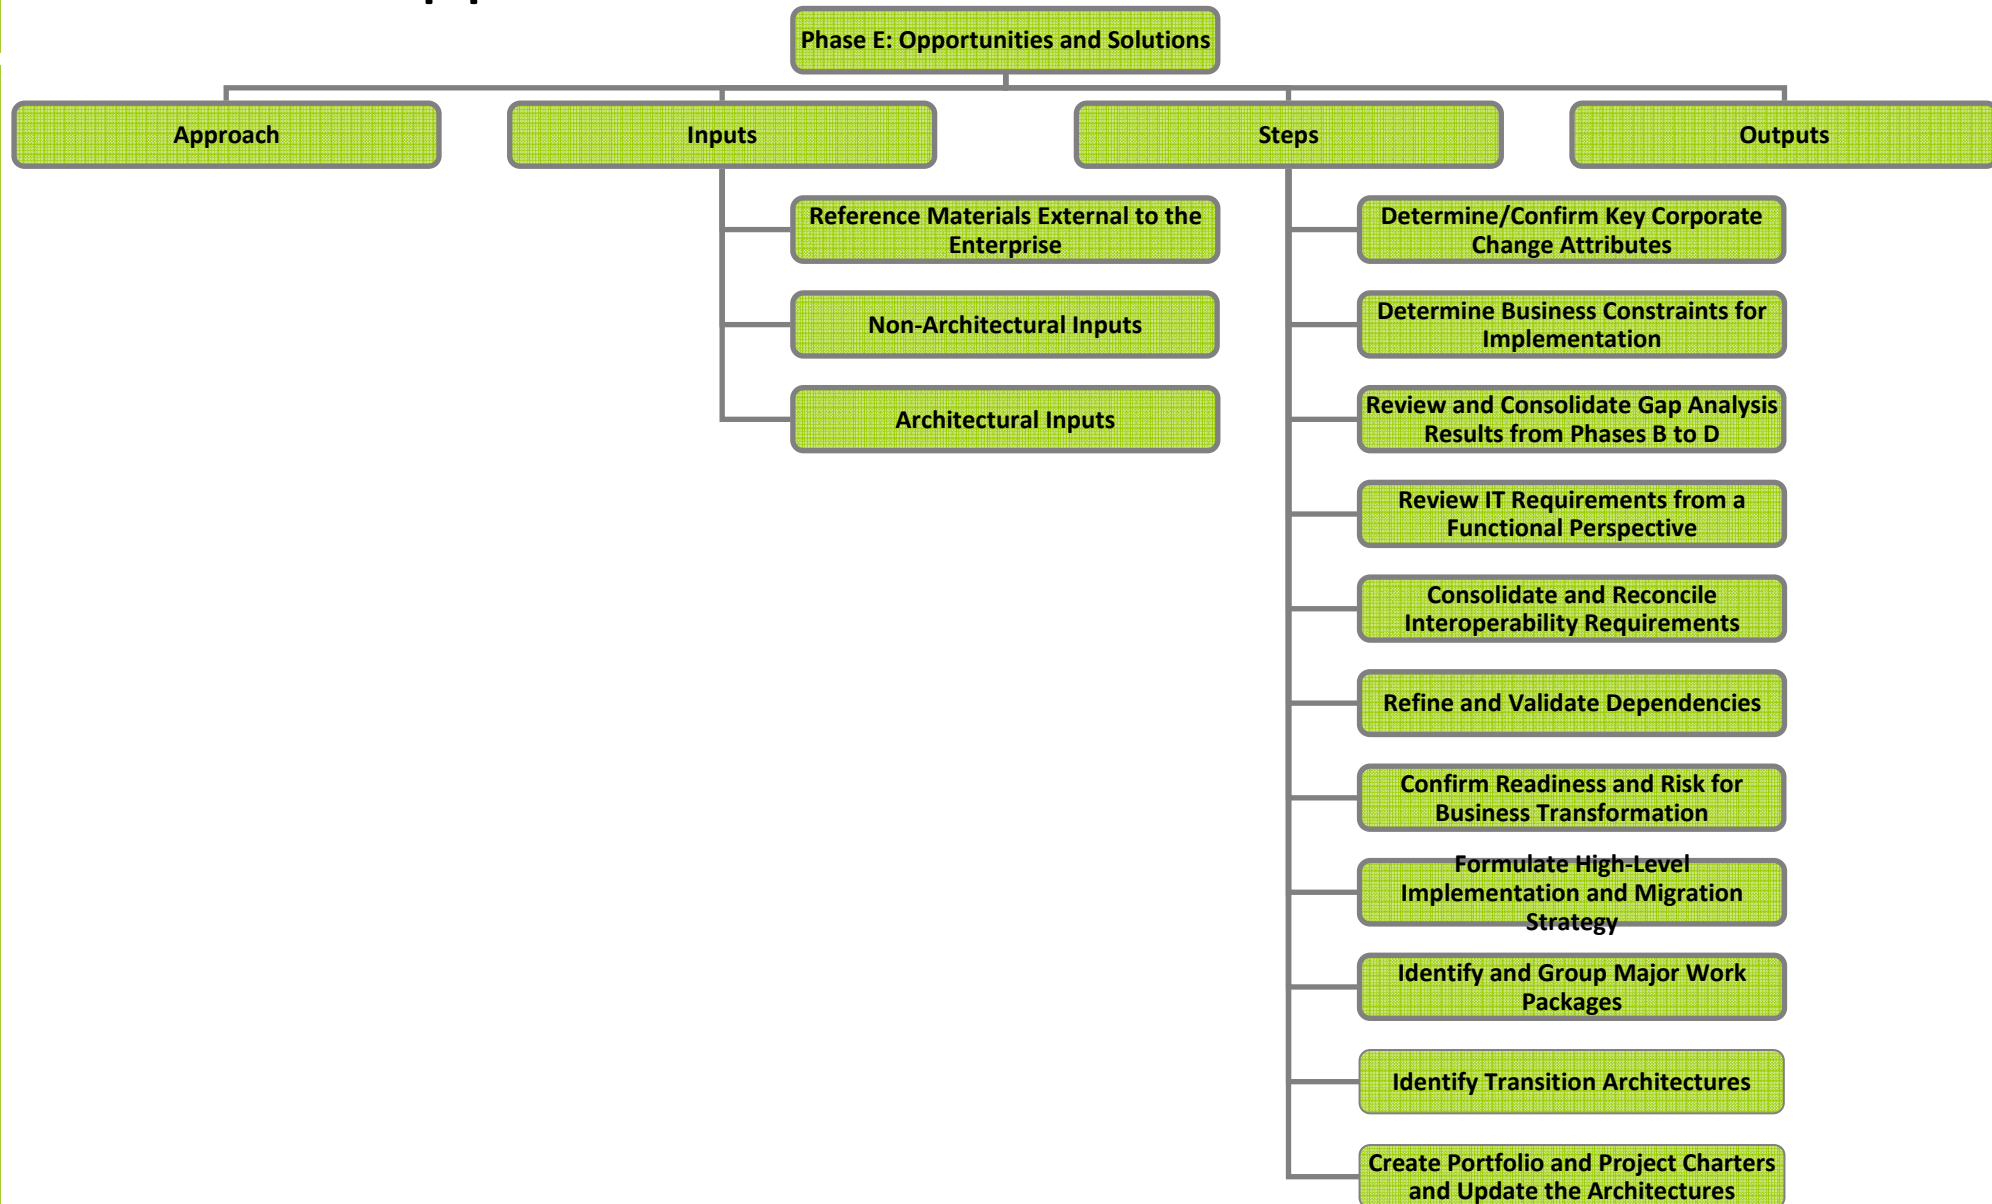 Phase E: Opportunities and Solutions
Approach
Inputs
Steps
Outputs
Reference Materials External to the
Enterprise
Non-Architectural Inputs
Architectural Inputs
Determine/Confirm Key Corporate
Change Attributes
Determine Business Constraints for
Implementation
Review and Consolidate Gap Analysis
Results from Phases B to D
Review IT Requirements from a
Functional Perspective
Consolidate and Reconcile
Interoperability Requirements
Refine and Validate Dependencies
Confirm Readiness and Risk for
Business Transformation
Formulate High-Level
Implementation and Migration
Strategy
Identify and Group Major Work
Packages
Identify Transition Architectures
Create Portfolio and Project Charters
and Update the Architectures